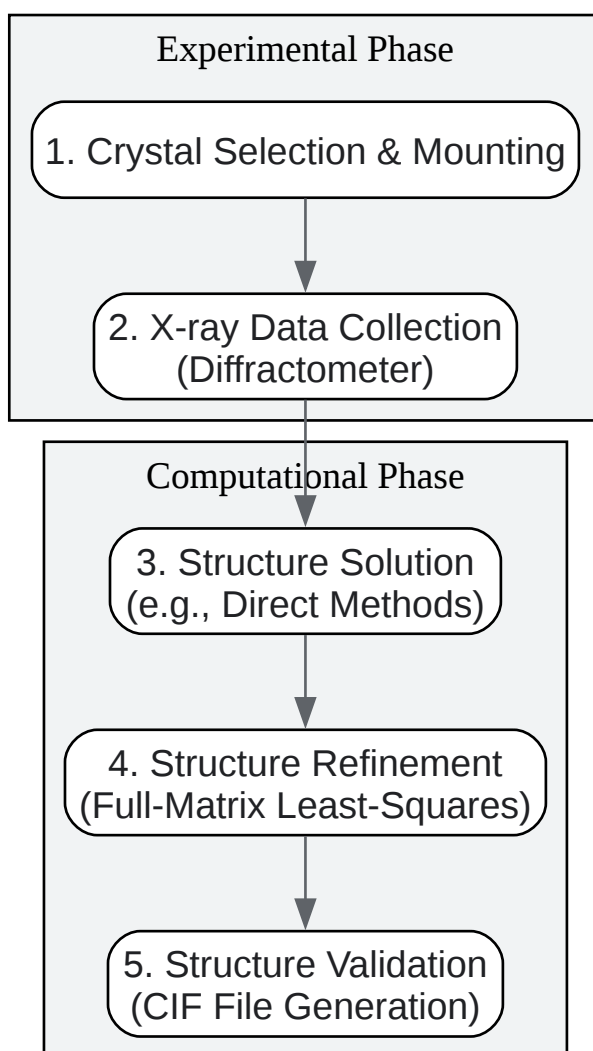 Experimental Phase
1. Crystal Selection & Mounting
2. X-ray Data Collection
(Diffractometer)
Computational Phase
3. Structure Solution
(e.g., Direct Methods)
4. Structure Refinement
(Full-Matrix Least-Squares)
5. Structure Validation
(CIF File Generation)